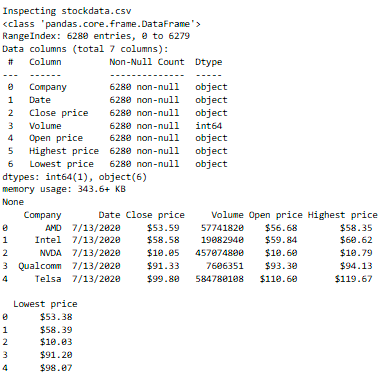 Inspecting stockdata.csv
<class 'pandas.core.frame.DataFrame'>
RangeIndex: 6280 entries, 0 to 6279
Data columns (total 7 columns):
#   Column         Non-Null Count  Dtype
---  ------         --------------  -----
0   Company        6280 non-null   object
1   Date           6280 non-null   object
2   Close price    6280 non-null   object
3   Volume         6280 non-null   int64
4   Open price     6280 non-null   object
5   Highest price  6280 non-null   object
6   Lowest price   6280 non-null   object
dtypes: int64(1), object(6)
memory usage: 343.6+ KB
None
Company       Date Close price     Volume Open price Highest price
0       AMD  7/13/2020      $53.59   57741820     $56.68        $58.35
1     Intel  7/13/2020      $58.58   19082940     $59.84        $60.62
2      NVDA  7/13/2020      $10.05  457074800     $10.60        $10.79
3  Qualcomm  7/13/2020      $91.33    7606351     $93.30        $94.13
4     Telsa  7/13/2020      $99.80  584780108    $110.60       $119.67
Lowest price
0       $53.38
1       $58.39
2       $10.03
3       $91.20
4       $98.07